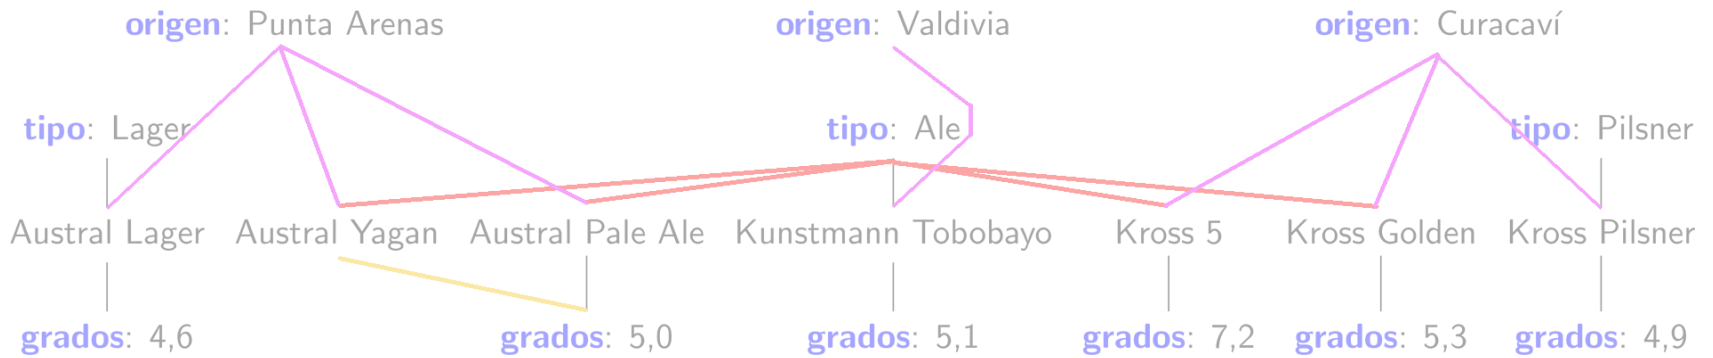 origen: Punta Arenas origen: Valdivia origen: Curacaví
tipo: Lager tipo: Ale tipo: Pilsner
Austral Lager Austral Yagan Austral Pale Ale Kunstmann Tobobayo Kross 5 Kross Golden Kross Pilsner
grados: 4,6 grados: 5,0 grados: 5,1 grados: 7,2 grados: 5,3 grados: 4,9